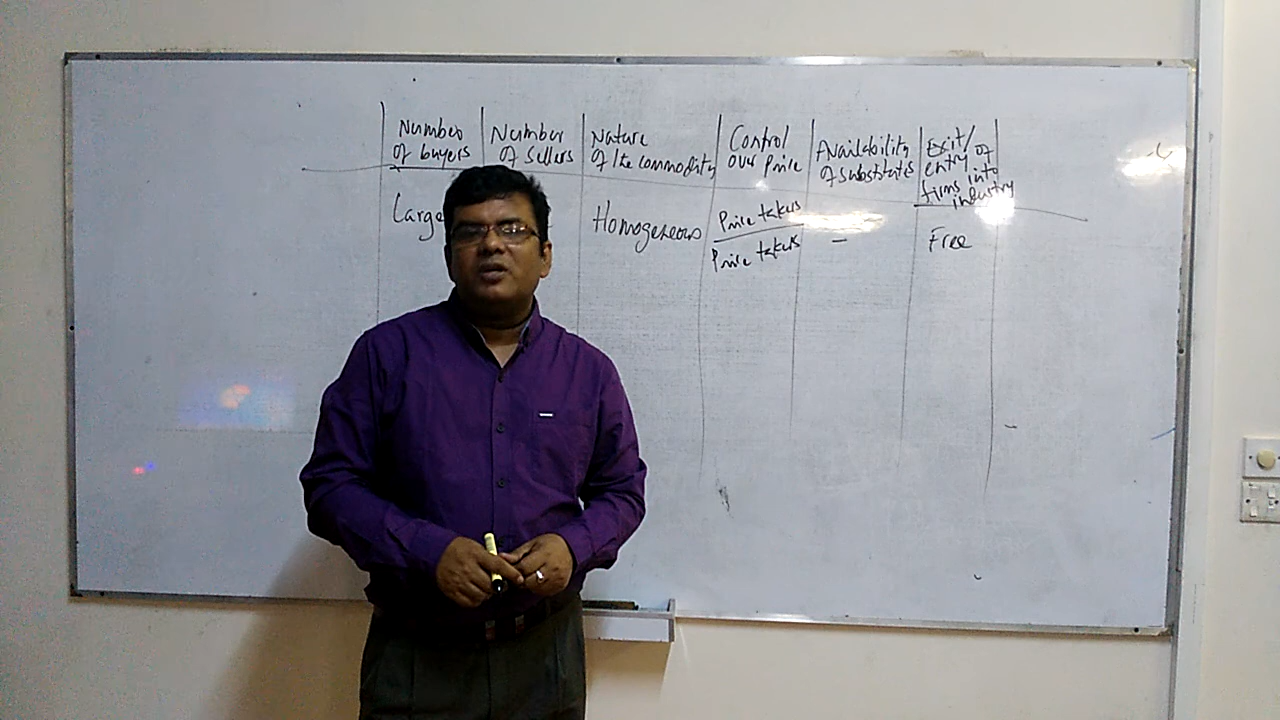 Number
of buyers
Number
of Sellers
Nature
of the commodity
Control
over Price
Availability
of substitutes
Exit/
entry of
firms into
industry
Large
Homogeneous
Price takers
Price takers
-
Free